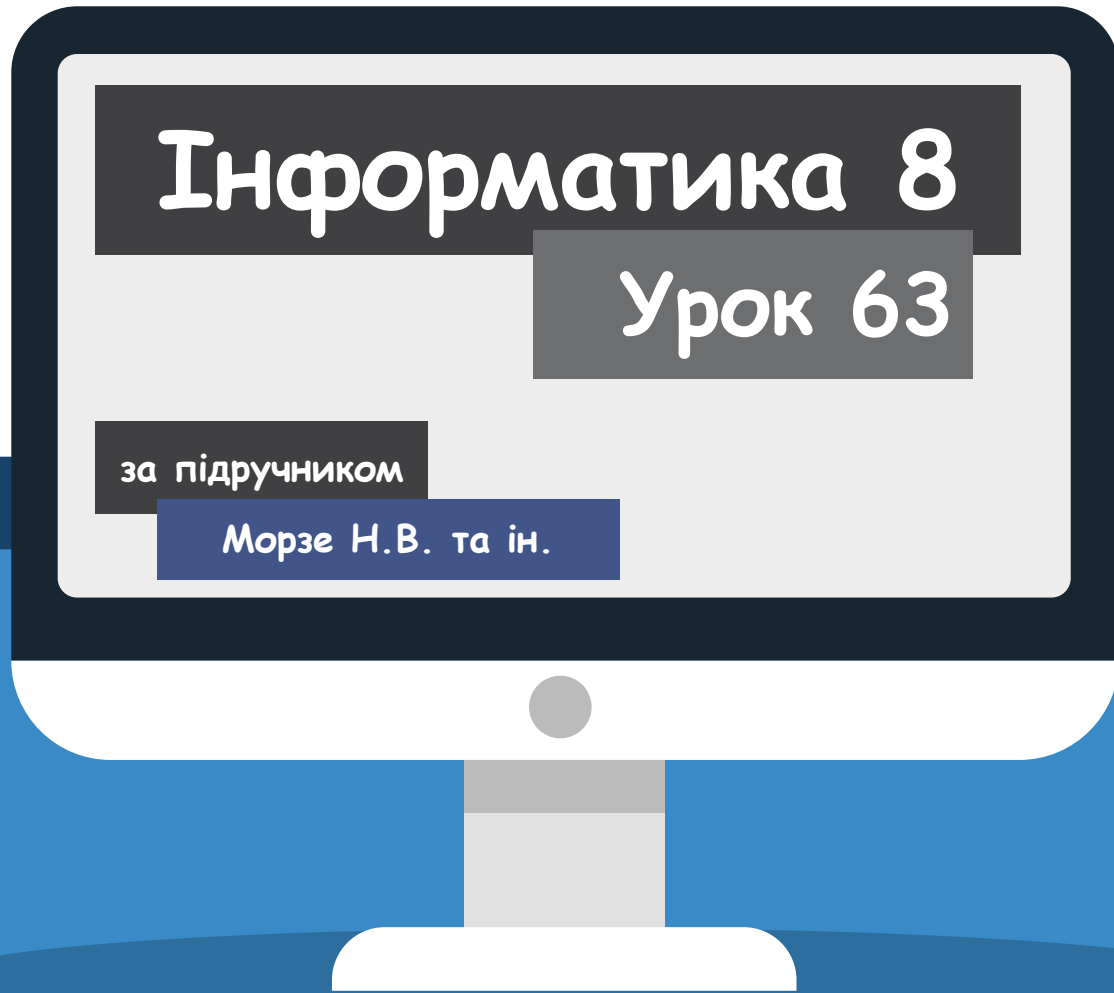 Інформатика 8
Урок 63
за підручником
Морзе Н.В. та ін.